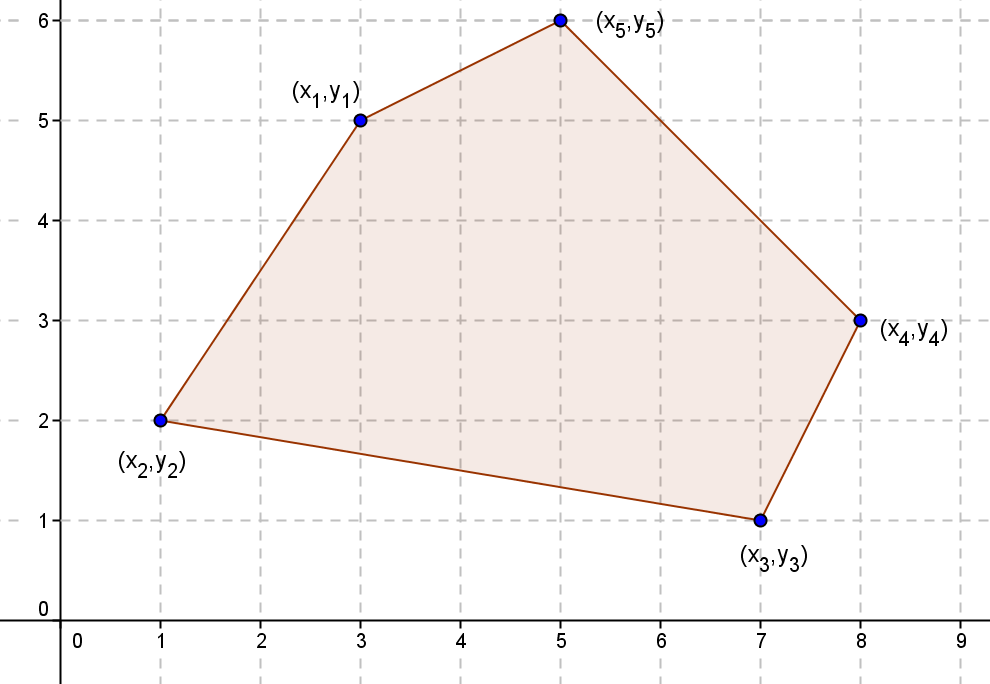 6
(x₅,y₅)
(x₁,y₁)
5
4
3
(x₄,y₄)
2
(x₂,y₂)
1
(x₃,y₃)
0
0 1 2 3 4 5 6 7 8 9